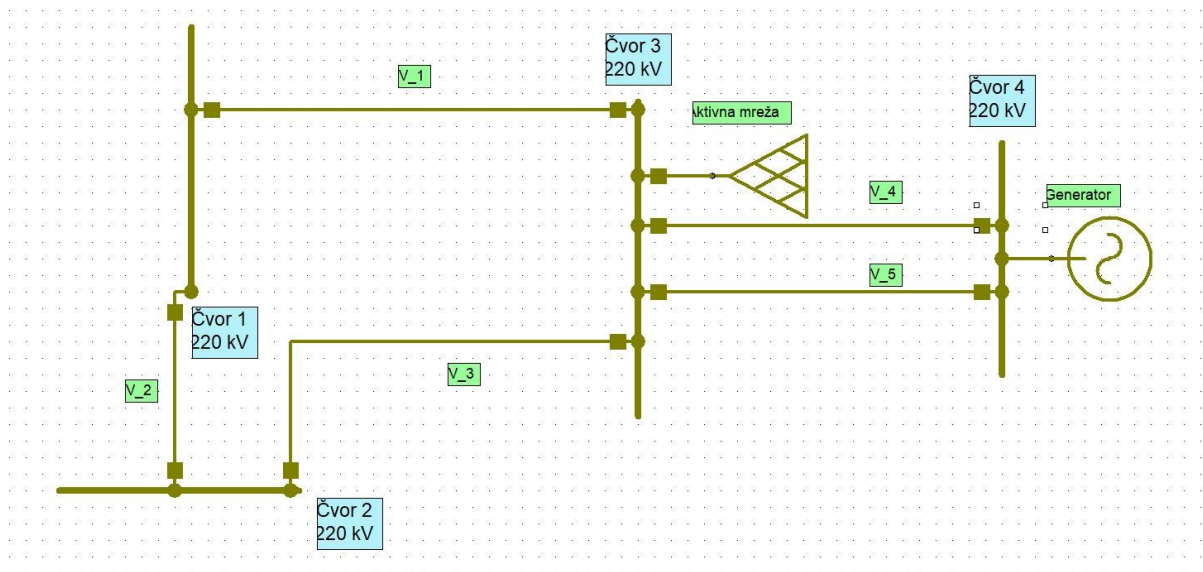 V_1
Čvor 3
220 kV
Aktivna mreža
Čvor 4
220 kV
V_4
Generator
V_5
Čvor 1
220 kV
V_3
V_2
Čvor 2
220 kV